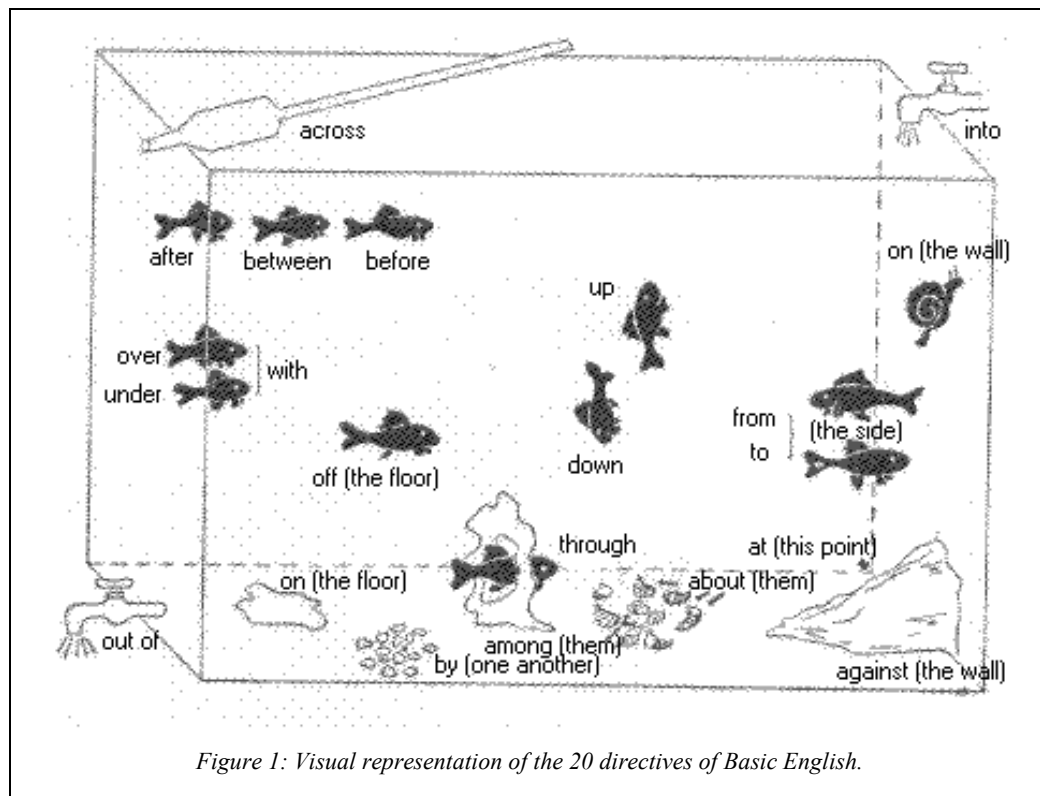 across
into
after
between
before
on (the wall)
up
over
with
under
from
(the side)
to
off (the floor)
down
through
at (this point)
on (the floor)
about (them)
out of
among (them)
by (one another)
against (the wall)
Figure 1: Visual representation of the 20 directives of Basic English.